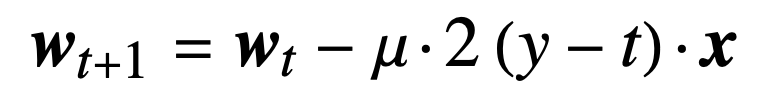 w_{t+1} = w_t − μ · 2 (y − t) · x